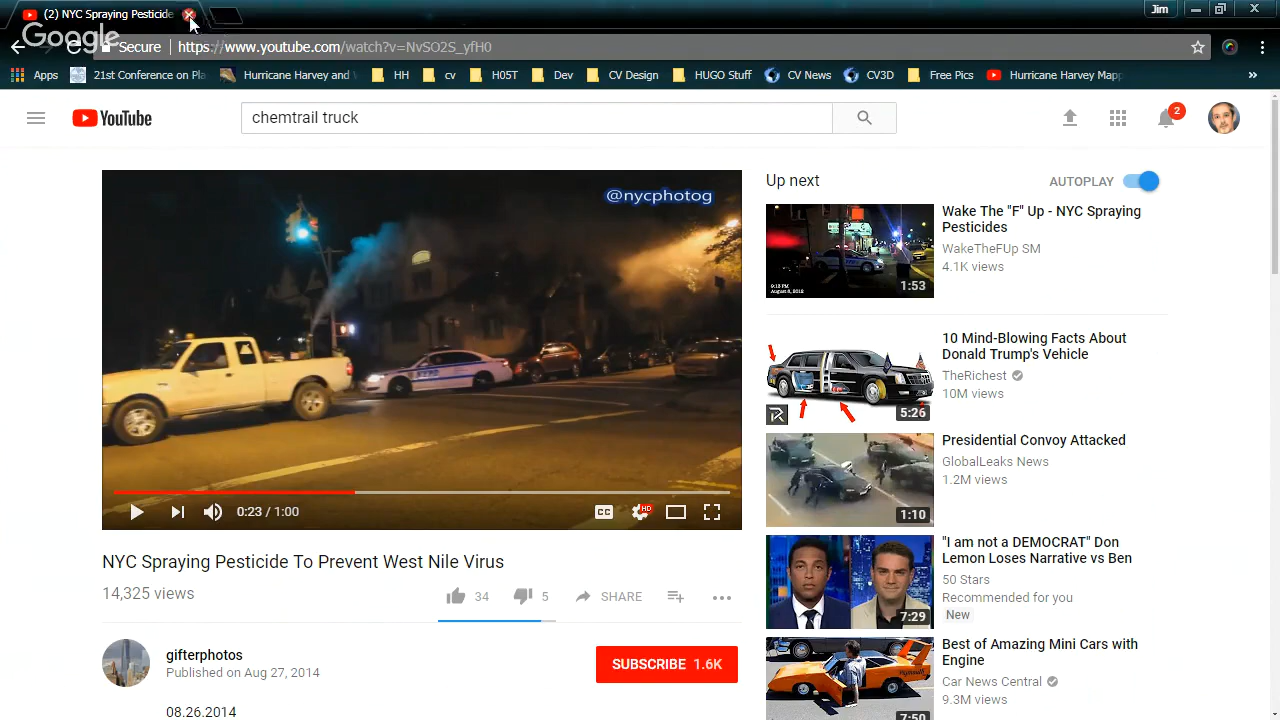 (2) NYC Spraying Pesticide
Jim
Google
Secure
https://www.youtube.com/watch?v=NvSO2S_yfH0
Apps
21st Conference on Pla
Hurricane Harvey and
HH
cv
H0ST
Dev
CV Design
HUGO Stuff
CV News
CV3D
Free Pics
Hurricane Harvey Mapp
»
YouTube
chemtrail truck
2
@nycphotog
0:23 / 1:00
CC
HD
NYC Spraying Pesticide To Prevent West Nile Virus
14,325 views
34
5
SHARE
gifterphotos
Published on Aug 27, 2014
SUBSCRIBE 1.6K
08.26.2014
Up next
AUTOPLAY
1:53
Wake The "F" Up - NYC Spraying
Pesticides
WakeTheFUp SM
4.1K views
R
5:26
10 Mind-Blowing Facts About
Donald Trump's Vehicle
TheRichest
10M views
1:10
Presidential Convoy Attacked
GlobalLeaks News
1.2M views
7:29
"I am not a DEMOCRAT" Don
Lemon Loses Narrative vs Ben
50 Stars
Recommended for you
New
7:50
Best of Amazing Mini Cars with
Engine
Car News Central
9.3M views